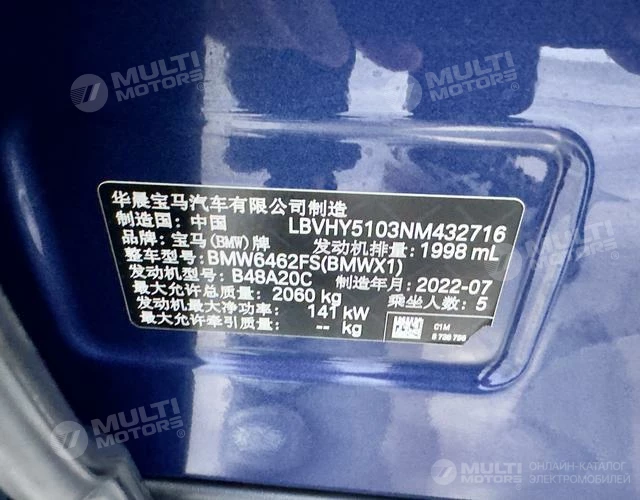 MULTI MOTORS
MULTI MOTORS
华晨宝马汽车有限公司制造
制造国：中国
LBVHY5103NM432716
品牌：宝马(BMW)牌
发动机排量：1998 mL
整车型号：BMW6462FS(BMWX1)
发动机型号：B48A20C
制造年月：2022-07
最大允许总质量：2060 kg
乘坐人数：5
发动机最大净功率：141 kW
最大允许牵引质量：-- kg
01M
MULTI MOTORS
MULTI MOTORS
ОНЛАЙН-КАТАЛОГ
ЭЛЕКТРОМОБИЛЕЙ